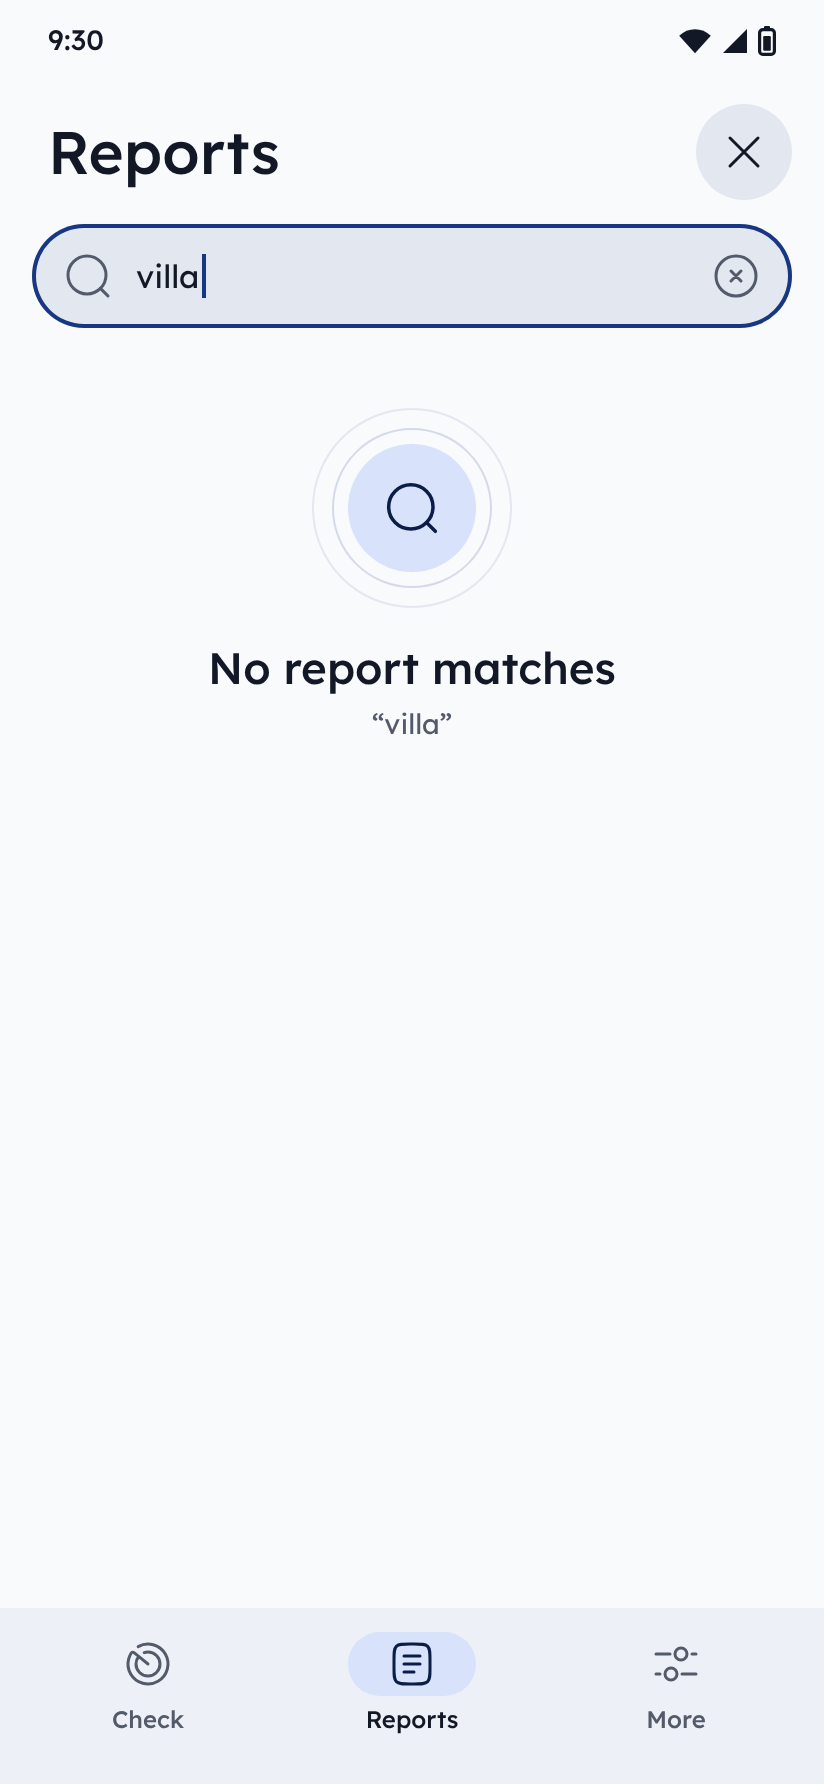 9:30
Reports
villa
No report matches
“villa”
Check
Reports
More